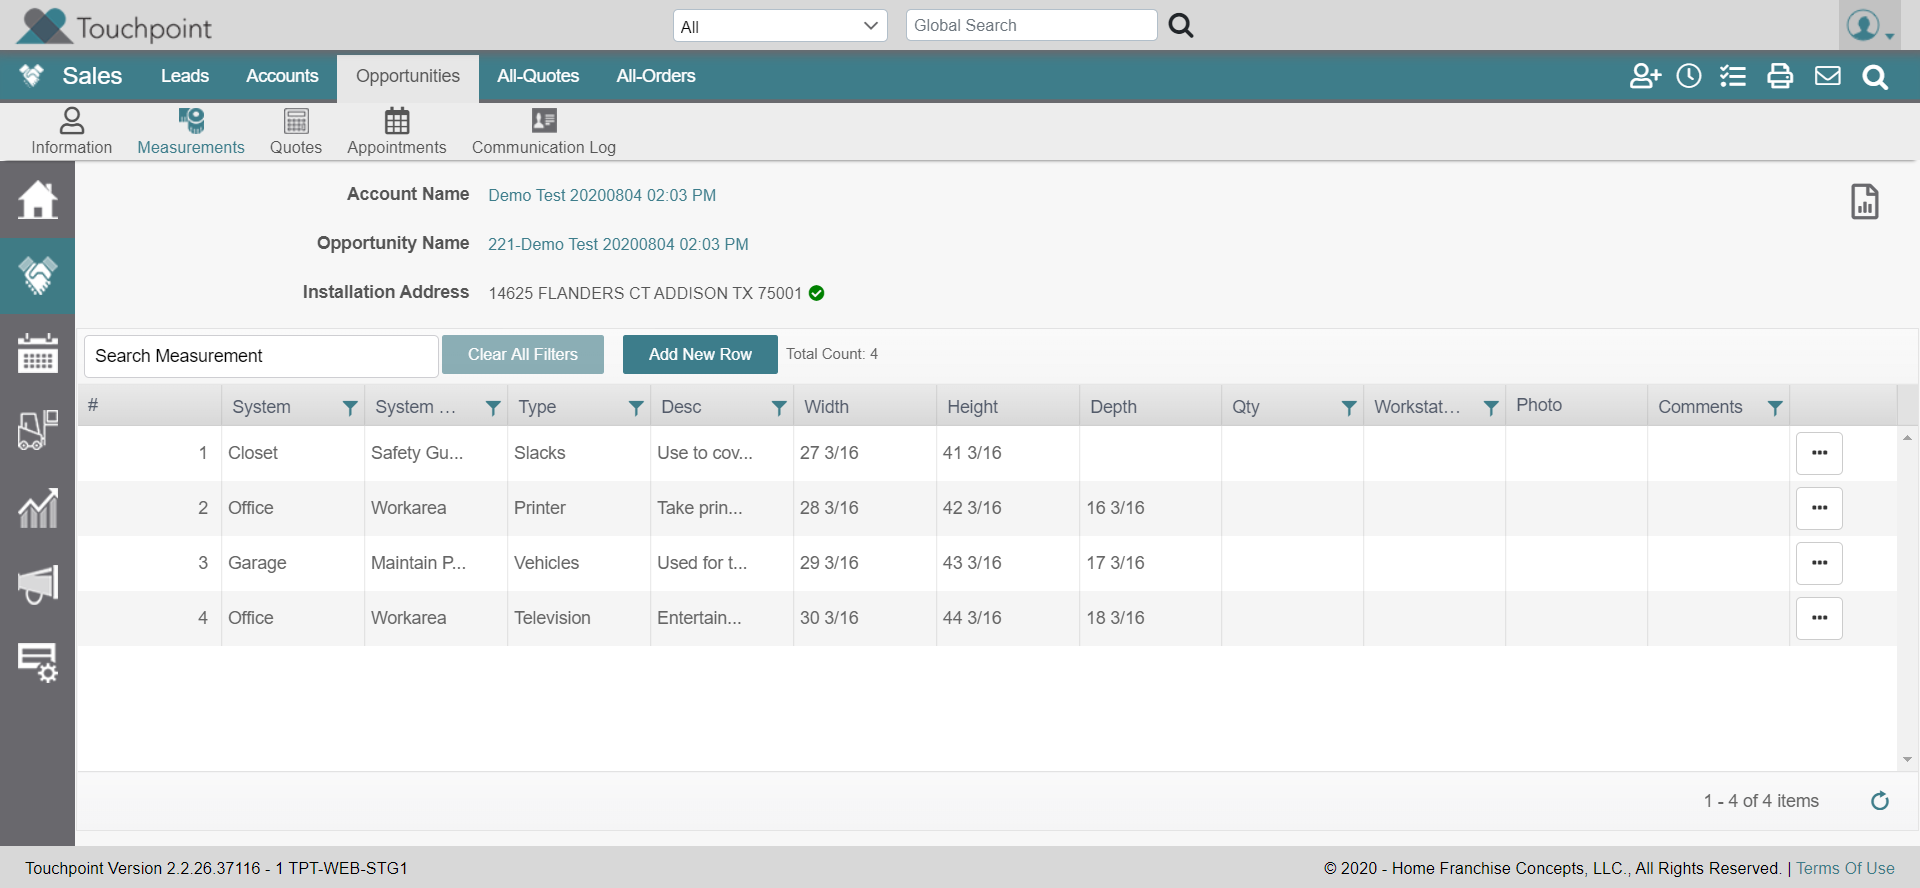 Touchpoint
All
Global Search
Sales Leads Accounts Opportunities All-Quotes All-Orders
Information Measurements Quotes Appointments Communication Log
Account Name Demo Test 20200804 02:03 PM
Opportunity Name 221-Demo Test 20200804 02:03 PM
Installation Address 14625 FLANDERS CT ADDISON TX 75001
Search Measurement Clear All Filters Add New Row Total Count: 4
# System System ... Type Desc Width Height Depth Qty Workstat... Photo Comments
1 Closet Safety Gu... Slacks Use to cov... 27 3/16 41 3/16
2 Office Workarea Printer Take prin... 28 3/16 42 3/16 16 3/16
3 Garage Maintain P... Vehicles Used for t... 29 3/16 43 3/16 17 3/16
4 Office Workarea Television Entertain... 30 3/16 44 3/16 18 3/16
1 - 4 of 4 items
Touchpoint Version 2.2.26.37116 - 1 TPT-WEB-STG1 © 2020 - Home Franchise Concepts, LLC., All Rights Reserved. | Terms Of Use